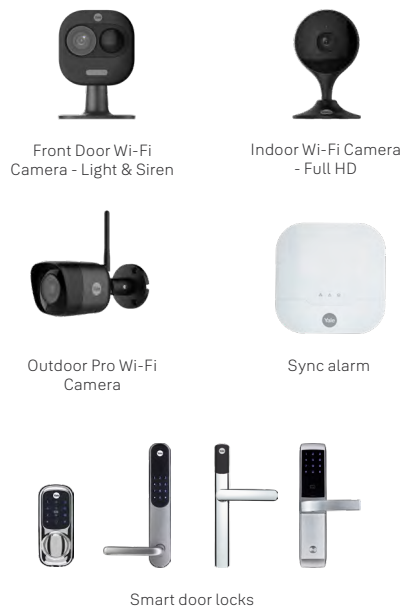 Front Door Wi-Fi
Camera - Light & Siren
Indoor Wi-Fi Camera
- Full HD
Outdoor Pro Wi-Fi
Camera
Yale
Sync alarm
Smart door locks